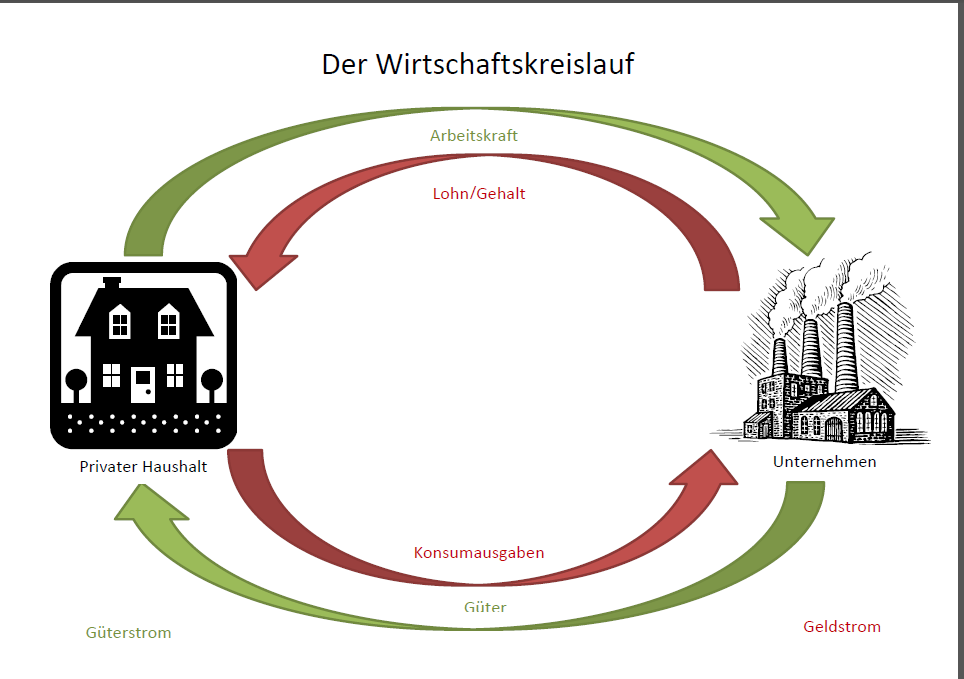 Der Wirtschaftskreislauf
Arbeitskraft
Lohn/Gehalt
Privater Haushalt
Unternehmen
Konsumausgaben
Güter
Güterstrom
Geldstrom